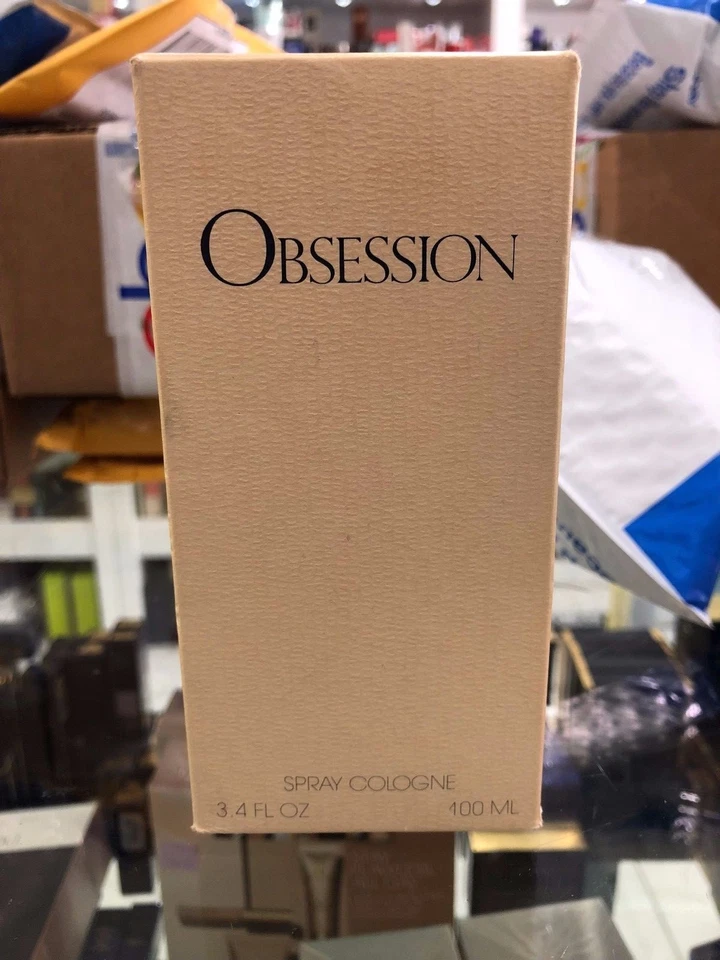 OBSESSION
SPRAY COLOGNE
3.4 FL OZ 100 ML